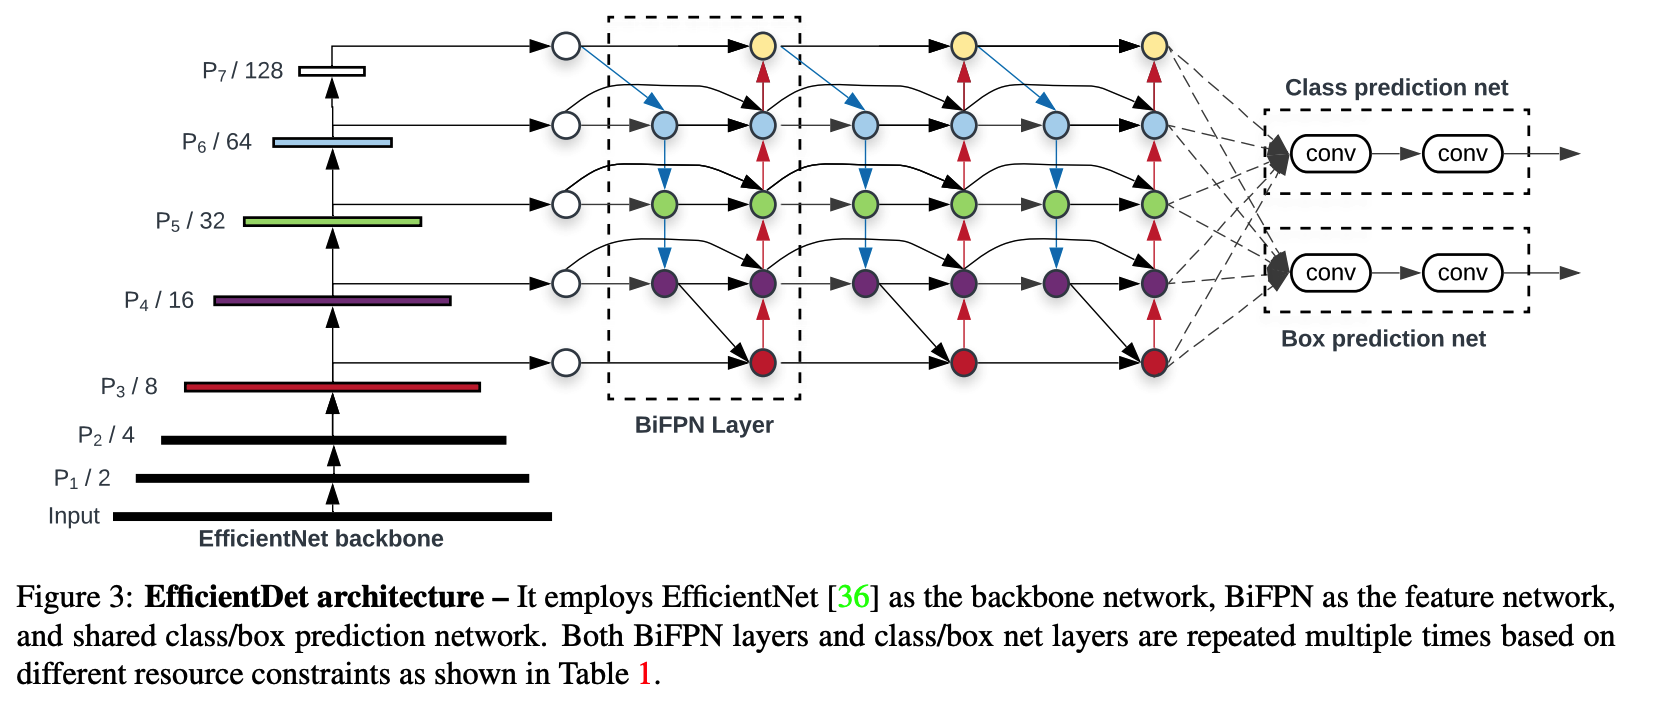 P7 / 128
P6 / 64
P5 / 32
P4 / 16
P3 / 8
P2 / 4
P1 / 2
Input
EfficientNet backbone
BiFPN Layer
Class prediction net
conv conv
conv conv
Box prediction net
Figure 3: EfficientDet architecture – It employs EfficientNet [36] as the backbone network, BiFPN as the feature network,
and shared class/box prediction network. Both BiFPN layers and class/box net layers are repeated multiple times based on
different resource constraints as shown in Table 1.